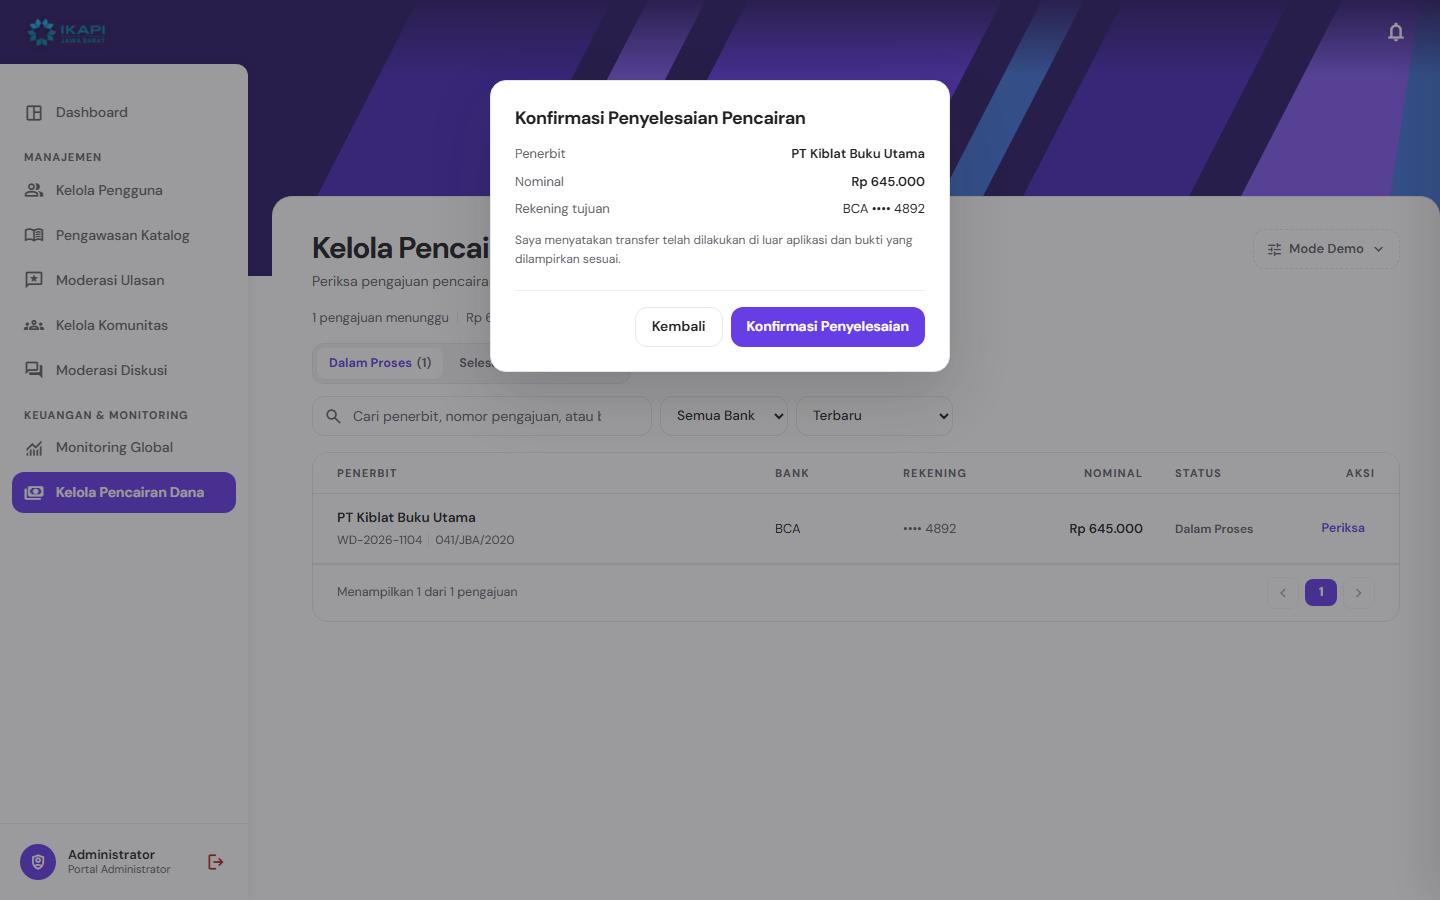 IKAPI
JAWA BARAT
Dashboard
MANAJEMEN
Kelola Pengguna
Pengawasan Katalog
Moderasi Ulasan
Kelola Komunitas
Moderasi Diskusi
KEUANGAN & MONITORING
Monitoring Global
Kelola Pencairan Dana
Administrator
Portal Administrator
Konfirmasi Penyelesaian Pencairan
Penerbit PT Kiblat Buku Utama
Nominal Rp 645.000
Rekening tujuan BCA •••• 4892
Saya menyatakan transfer telah dilakukan di luar aplikasi dan bukti yang
dilampirkan sesuai.
Kembali Konfirmasi Penyelesaian
Kelola Pencai
Mode Demo
Periksa pengajuan pencaira
1 pengajuan menunggu Rp 6
Dalam Proses (1) Seles
Cari penerbit, nomor pengajuan, atau b Semua Bank Terbaru
PENERBIT BANK REKENING NOMINAL STATUS AKSI
PT Kiblat Buku Utama
WD-2026-1104 041/JBA/2020 BCA •••• 4892 Rp 645.000 Dalam Proses Periksa
Menampilkan 1 dari 1 pengajuan 1